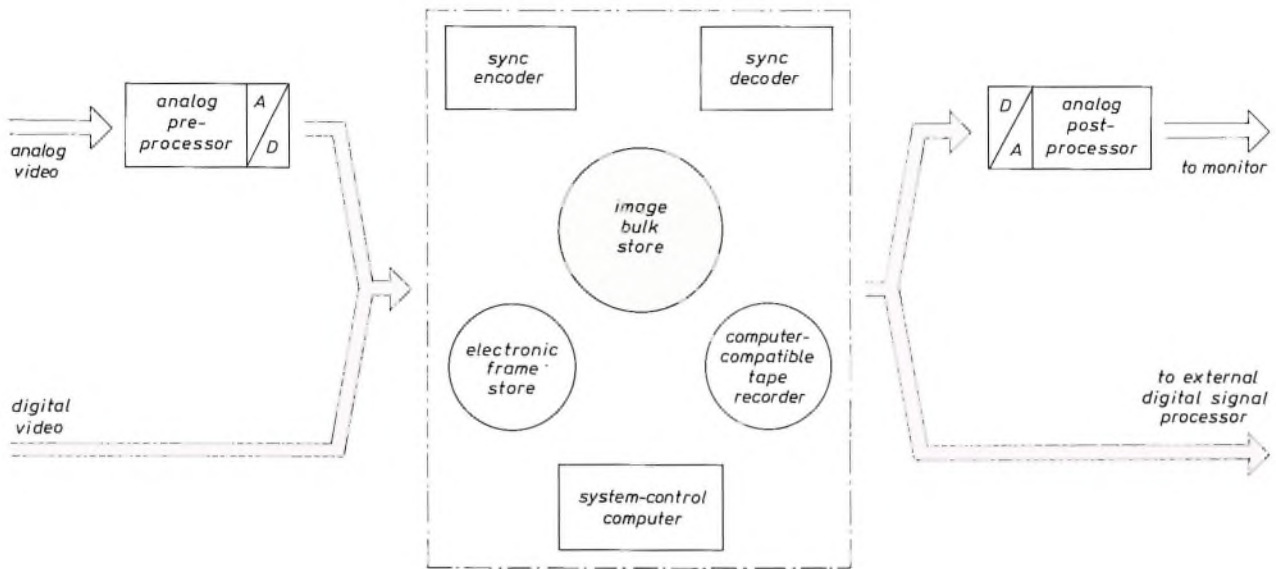 analog
video
analog
pre-
processor
A
D
digital
video
sync
encoder
sync
decoder
image
bulk
store
electronic
frame
store
computer-
compatible
tape
recorder
system-control
computer
D
A
analog
post-
processor
to monitor
to external
digital signal
processor